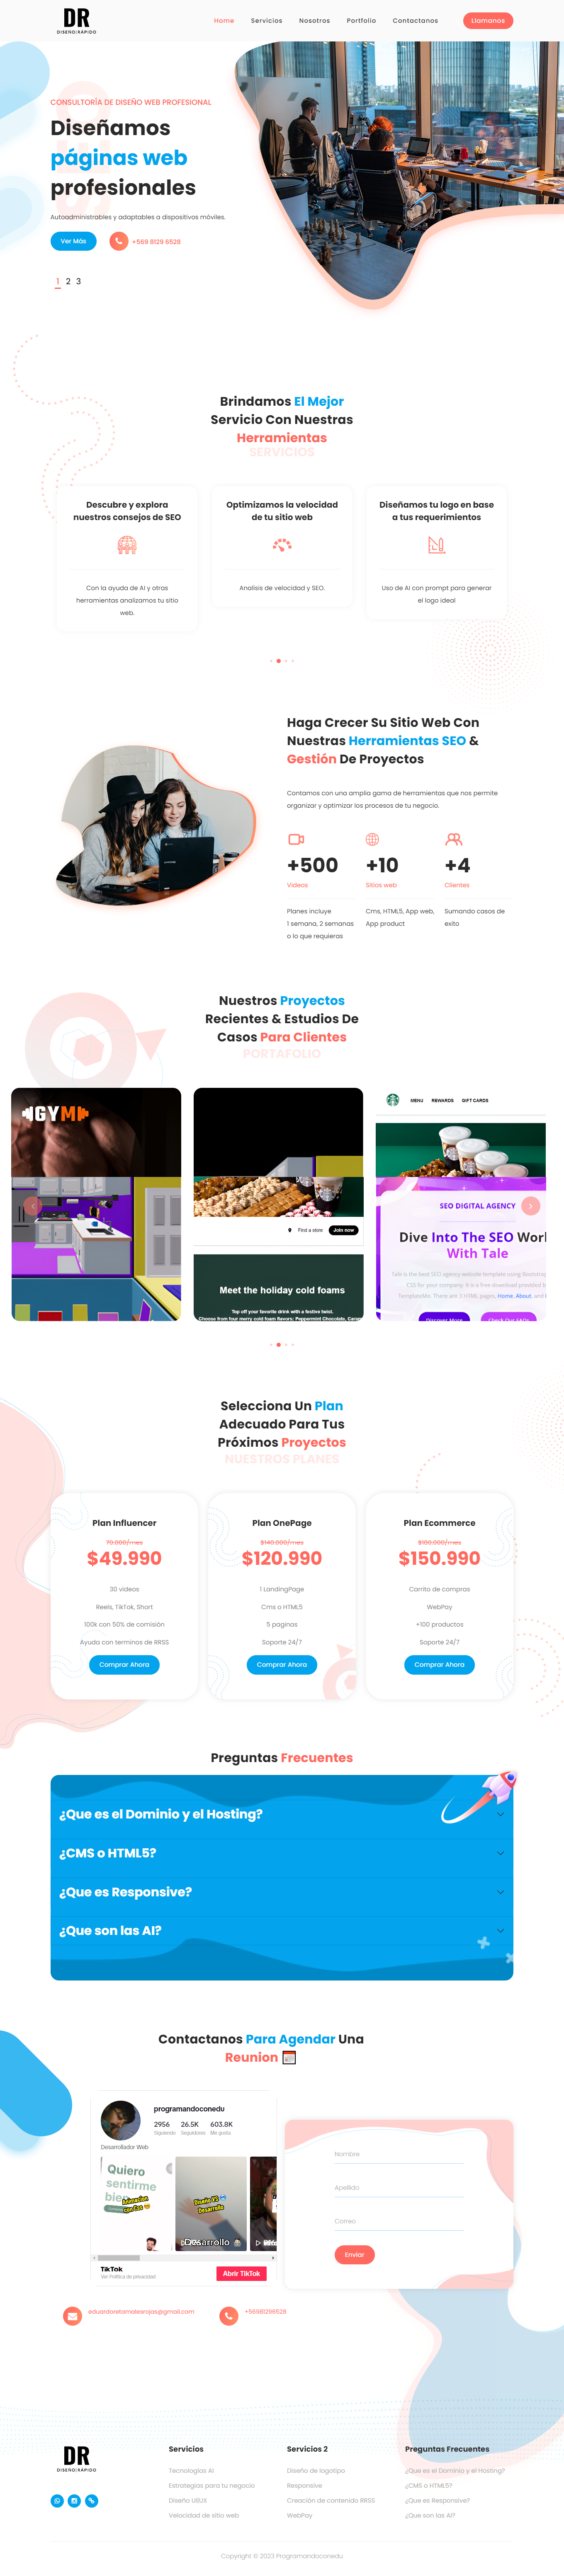 DR
DISEÑO|RÁPIDO
Home
Servicios
Nosotros
Portfolio
Contactanos
Llamanos
CONSULTORÍA DE DISEÑO WEB PROFESIONAL
Diseñamos
páginas web
profesionales
Autoadministrables y adaptables a dispositivos móviles.
Ver Más
+569 8129 6528
1 2 3
Brindamos El Mejor
Servicio Con Nuestras
Herramientas
SERVICIOS
Descubre y explora
nuestros consejos de SEO
Con la ayuda de AI y otras
herramientas analizamos tu sitio
web.
Optimizamos la velocidad
de tu sitio web
Analisis de velocidad y SEO.
Diseñamos tu logo en base
a tus requerimientos
Uso de AI con prompt para generar
el logo ideal
Haga Crecer Su Sitio Web Con
Nuestras Herramientas SEO &
Gestión De Proyectos
Contamos con una amplia gama de herramientas que nos permite
organizar y optimizar los procesos de tu negocio.
+500
Videos
Planes incluye
1 semana, 2 semanas
o lo que requieras
+10
Sitios web
Cms, HTML5, App web,
App product
+4
Clientes
Sumando casos de
exito
Nuestros Proyectos
Recientes & Estudios De
Casos Para Clientes
PORTAFOLIO
GYM
Find a store
Join now
Meet the holiday cold foams
Top off your favorite drink with a festive twist.
Choose from four merry cold foam flavors: Peppermint Chocolate, Caram
MENU
REWARDS
GIFT CARDS
SEO DIGITAL AGENCY
Dive Into The SEO Worl
With Tale
Tale is the best SEO agency website template using Bootstrap
CSS for your company. It is a free download provided b
TemplateMo. There are 3 HTML pages, Home, About, and
Discover More
Check Our FAQs
Selecciona Un Plan
Adecuado Para Tus
Próximos Proyectos
NUESTROS PLANES
Plan Influencer
70.000/mes
$49.990
30 videos
Reels, TikTok, Short
100k con 50% de comisión
Ayuda con terminos de RRSS
Comprar Ahora
Plan OnePage
$140.000/mes
$120.990
1 LandingPage
Cms o HTML5
5 paginas
Soporte 24/7
Comprar Ahora
Plan Ecommerce
$180.000/mes
$150.990
Carrito de compras
WebPay
+100 productos
Soporte 24/7
Comprar Ahora
Preguntas Frecuentes
¿Que es el Dominio y el Hosting?
¿CMS o HTML5?
¿Que es Responsive?
¿Que son las AI?
Contactanos Para Agendar Una
Reunion
programandoconedu
2956
Siguiendo
26.5K
Seguidores
603.8K
Me gusta
Desarrollador Web
Quiero
sentirme
bien
Animacion
con Css
Diseño VS
Desarrollo
Desarrollo
TikTok
Ver Política de privacidad
Abrir TikTok
Nombre
Apellido
Correo
Enviar
eduardoretamalesrojas@gmail.com
+56981296528
DR
DISEÑO|RÁPIDO
Servicios
Tecnologías AI
Estrategias para tu negocio
Diseño UI|UX
Velocidad de sitio web
Servicios 2
Diseño de logotipo
Responsive
Creación de contenido RRSS
WebPay
Preguntas Frecuentes
¿Que es el Dominio y el Hosting?
¿CMS o HTML5?
¿Que es Responsive?
¿Que son las AI?
Copyright © 2023 Programandoconedu